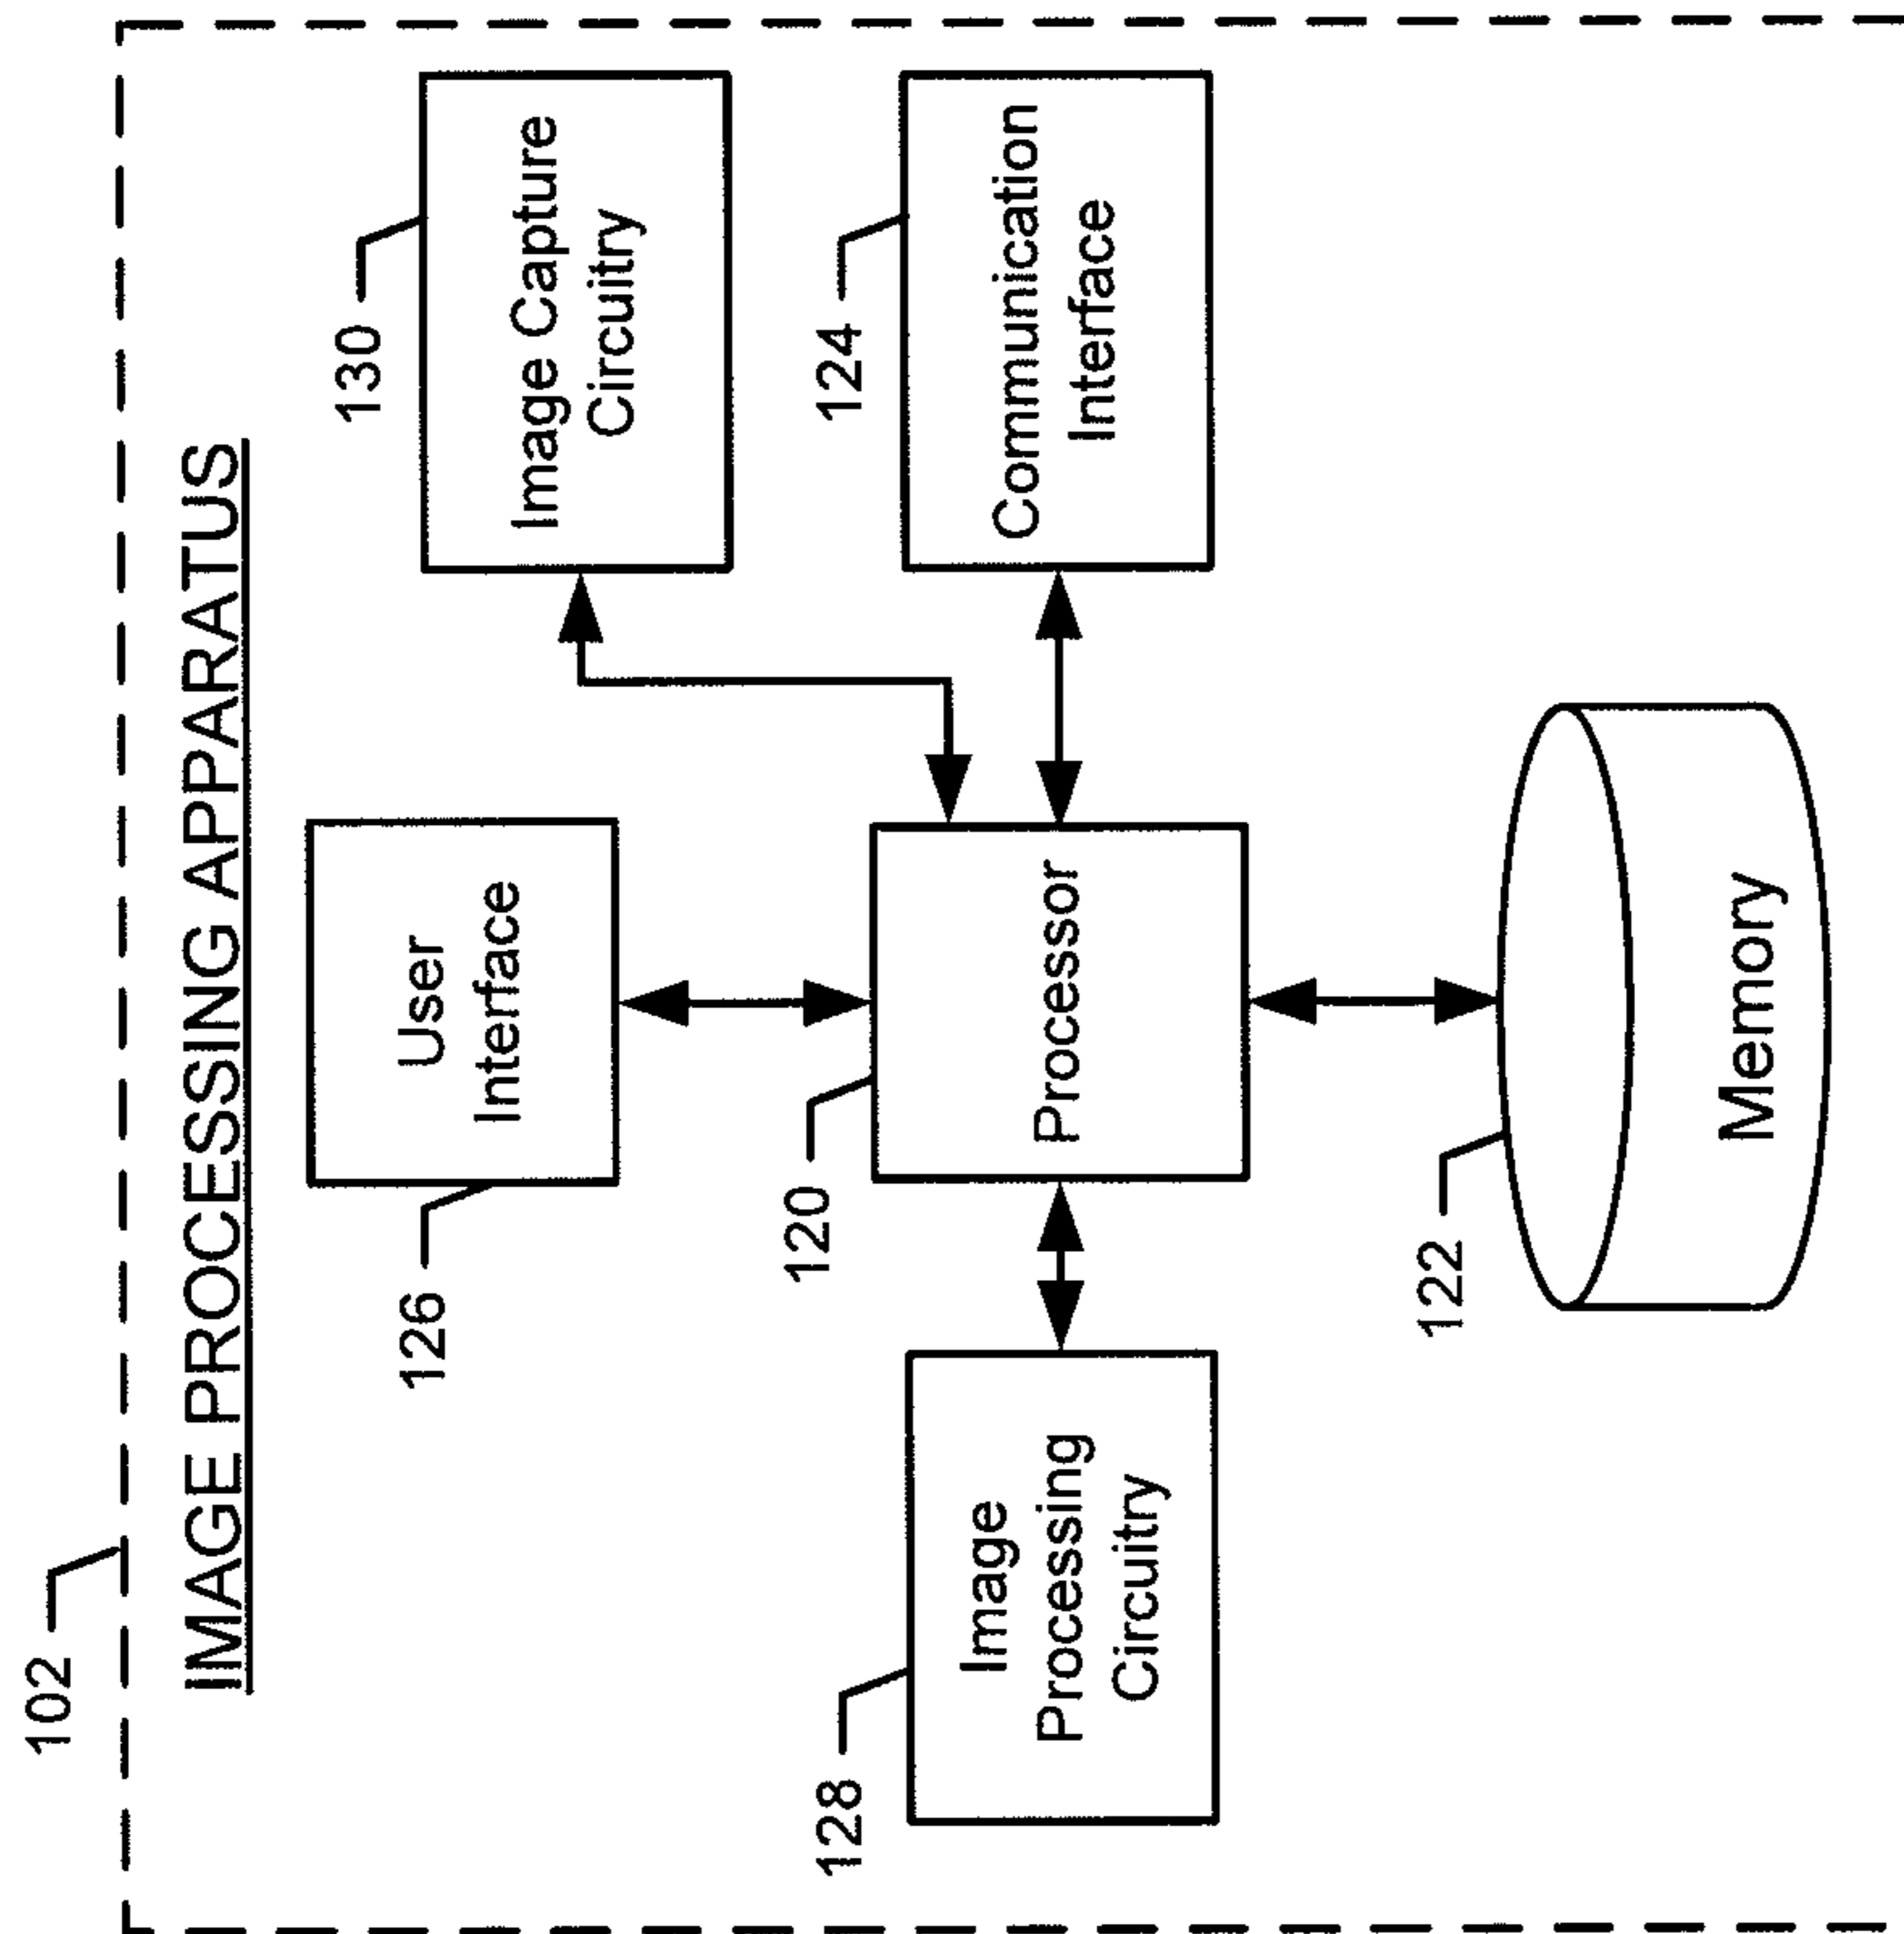 102
IMAGE PROCESSING APPARATUS
126
User
Interface
130
Image Capture
Circuitry
128
Image
Processing
Circuitry
120
Processor
124
Communication
Interface
122
Memory